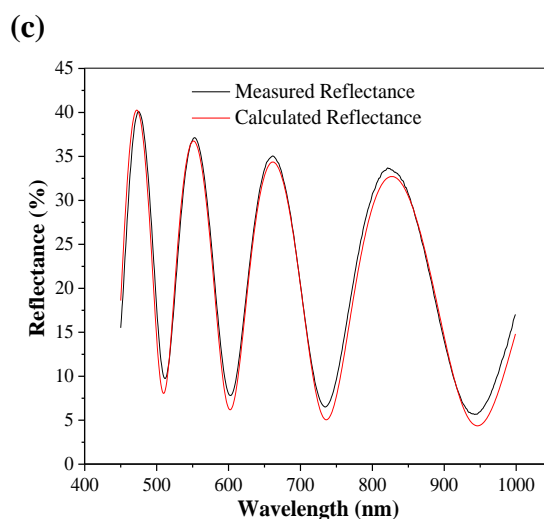 (c)
45
40
35
30
25
20
15
10
5
0
Reflectance (%)
Measured Reflectance
Calculated Reflectance
400 500 600 700 800 900 1000
Wavelength (nm)